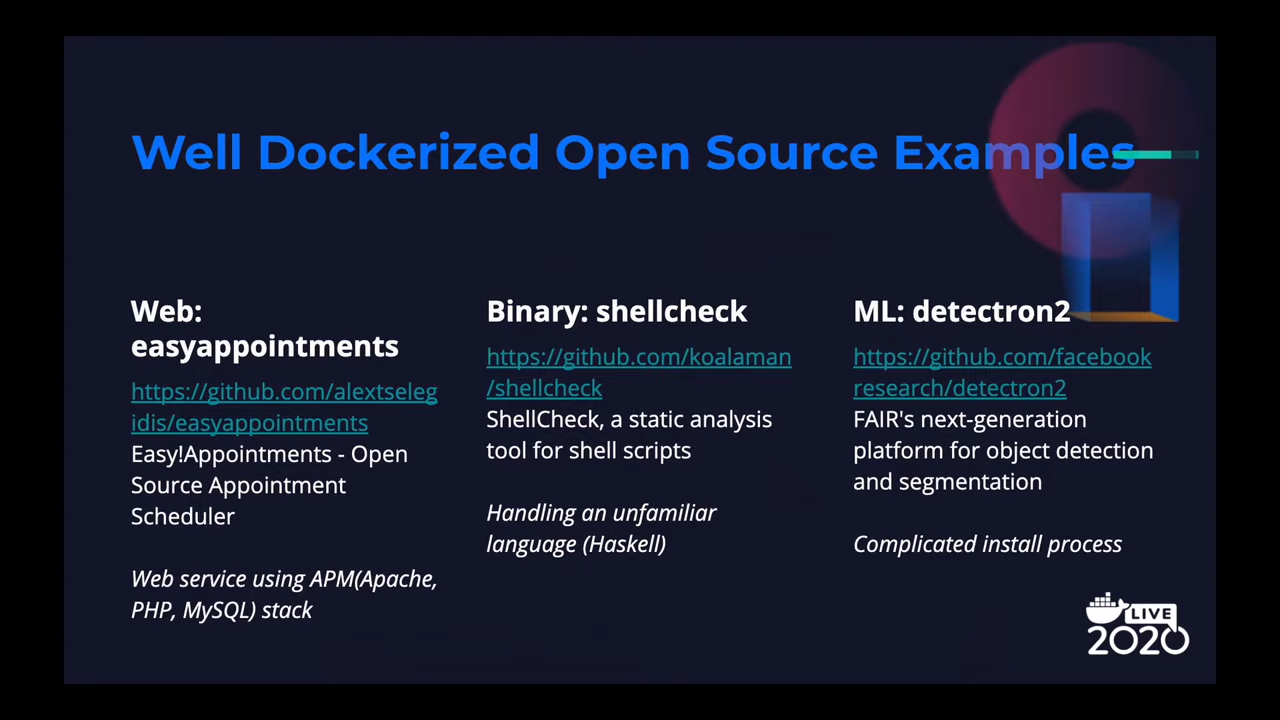 Well Dockerized Open Source Examples
Web:
easyappointments
https://github.com/alextseleg
idis/easyappointments
Easy!Appointments - Open
Source Appointment
Scheduler
Web service using APM(Apache,
PHP, MySQL) stack
Binary: shellcheck
https://github.com/koalaman
/shellcheck
ShellCheck, a static analysis
tool for shell scripts
Handling an unfamiliar
language (Haskell)
ML: detectron2
https://github.com/facebook
research/detectron2
FAIR's next-generation
platform for object detection
and segmentation
Complicated install process
LIVE
2020